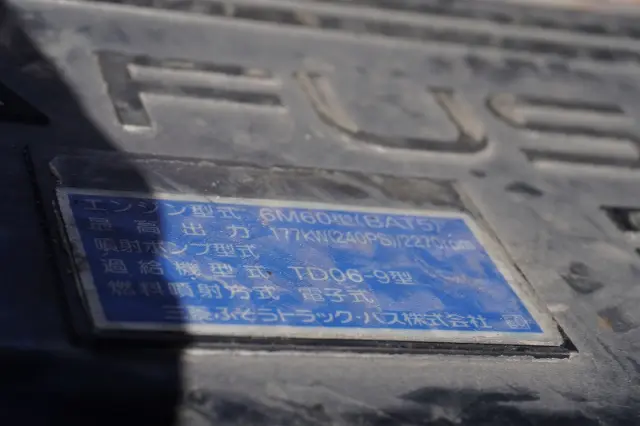 FUS
エンジン型式 6M60型(BAT5)
最高出力 177kW(240PS)/2270
噴射ポンプ型式
過給機型式 TD06-9型
燃料噴射方式 電子式
三菱ふそうトラック・バス株式会社